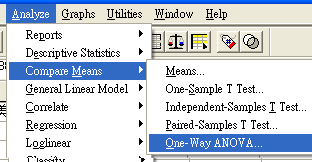 Analyze Graphs Utilities Window Help
Reports
Descriptive Statistics
Compare Means
General Linear Model
Correlate
Regression
Loglinear
Classify
Means...
One-Sample T Test...
Independent-Samples T Test...
Paired-Samples T Test...
One-Way ANOVA...